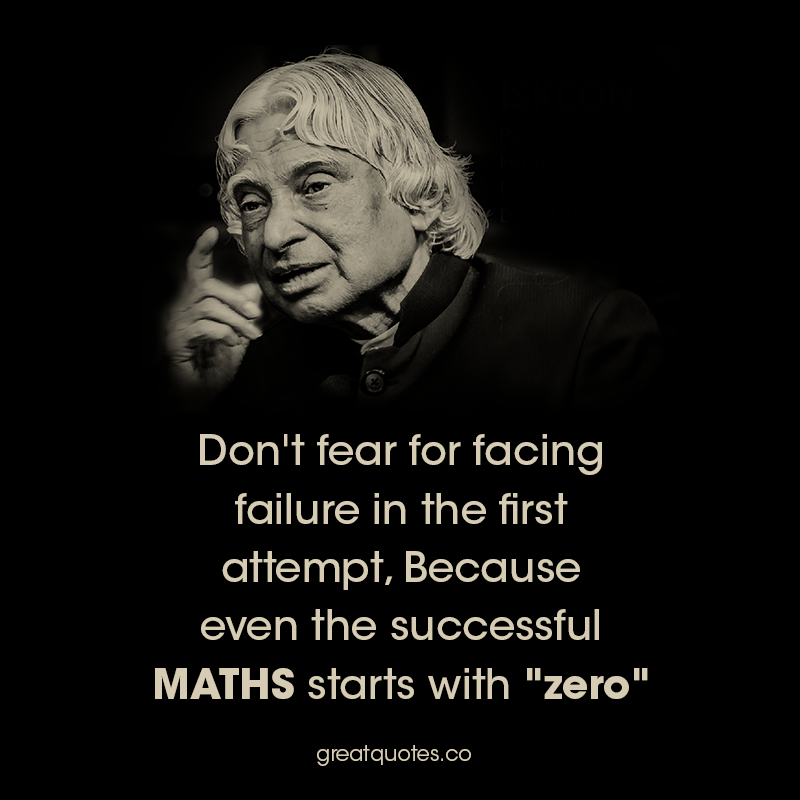 Don't fear for facing
failure in the first
attempt, Because
even the successful
MATHS starts with "zero"
greatquotes.co